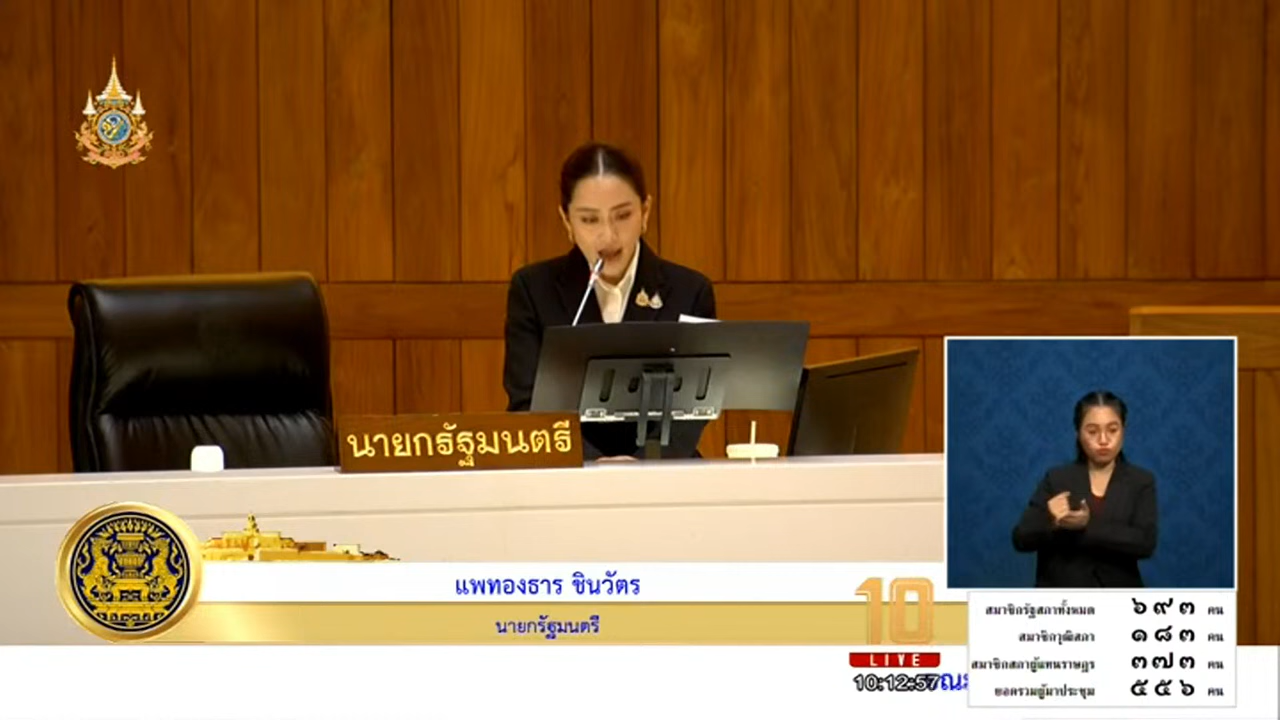 นายกรัฐมนตรี
แพทองธาร ชินวัตร
นายกรัฐมนตรี
10
LIVE
10:12:57
สมาชิกรัฐสภาทั้งหมด ๖๙๓ คน
สมาชิกวุฒิสภา ๑๘๓ คน
สมาชิกสภาผู้แทนราษฎร ๓๗๓ คน
ยอดรวมผู้มาประชุม ๕๕๖ คน